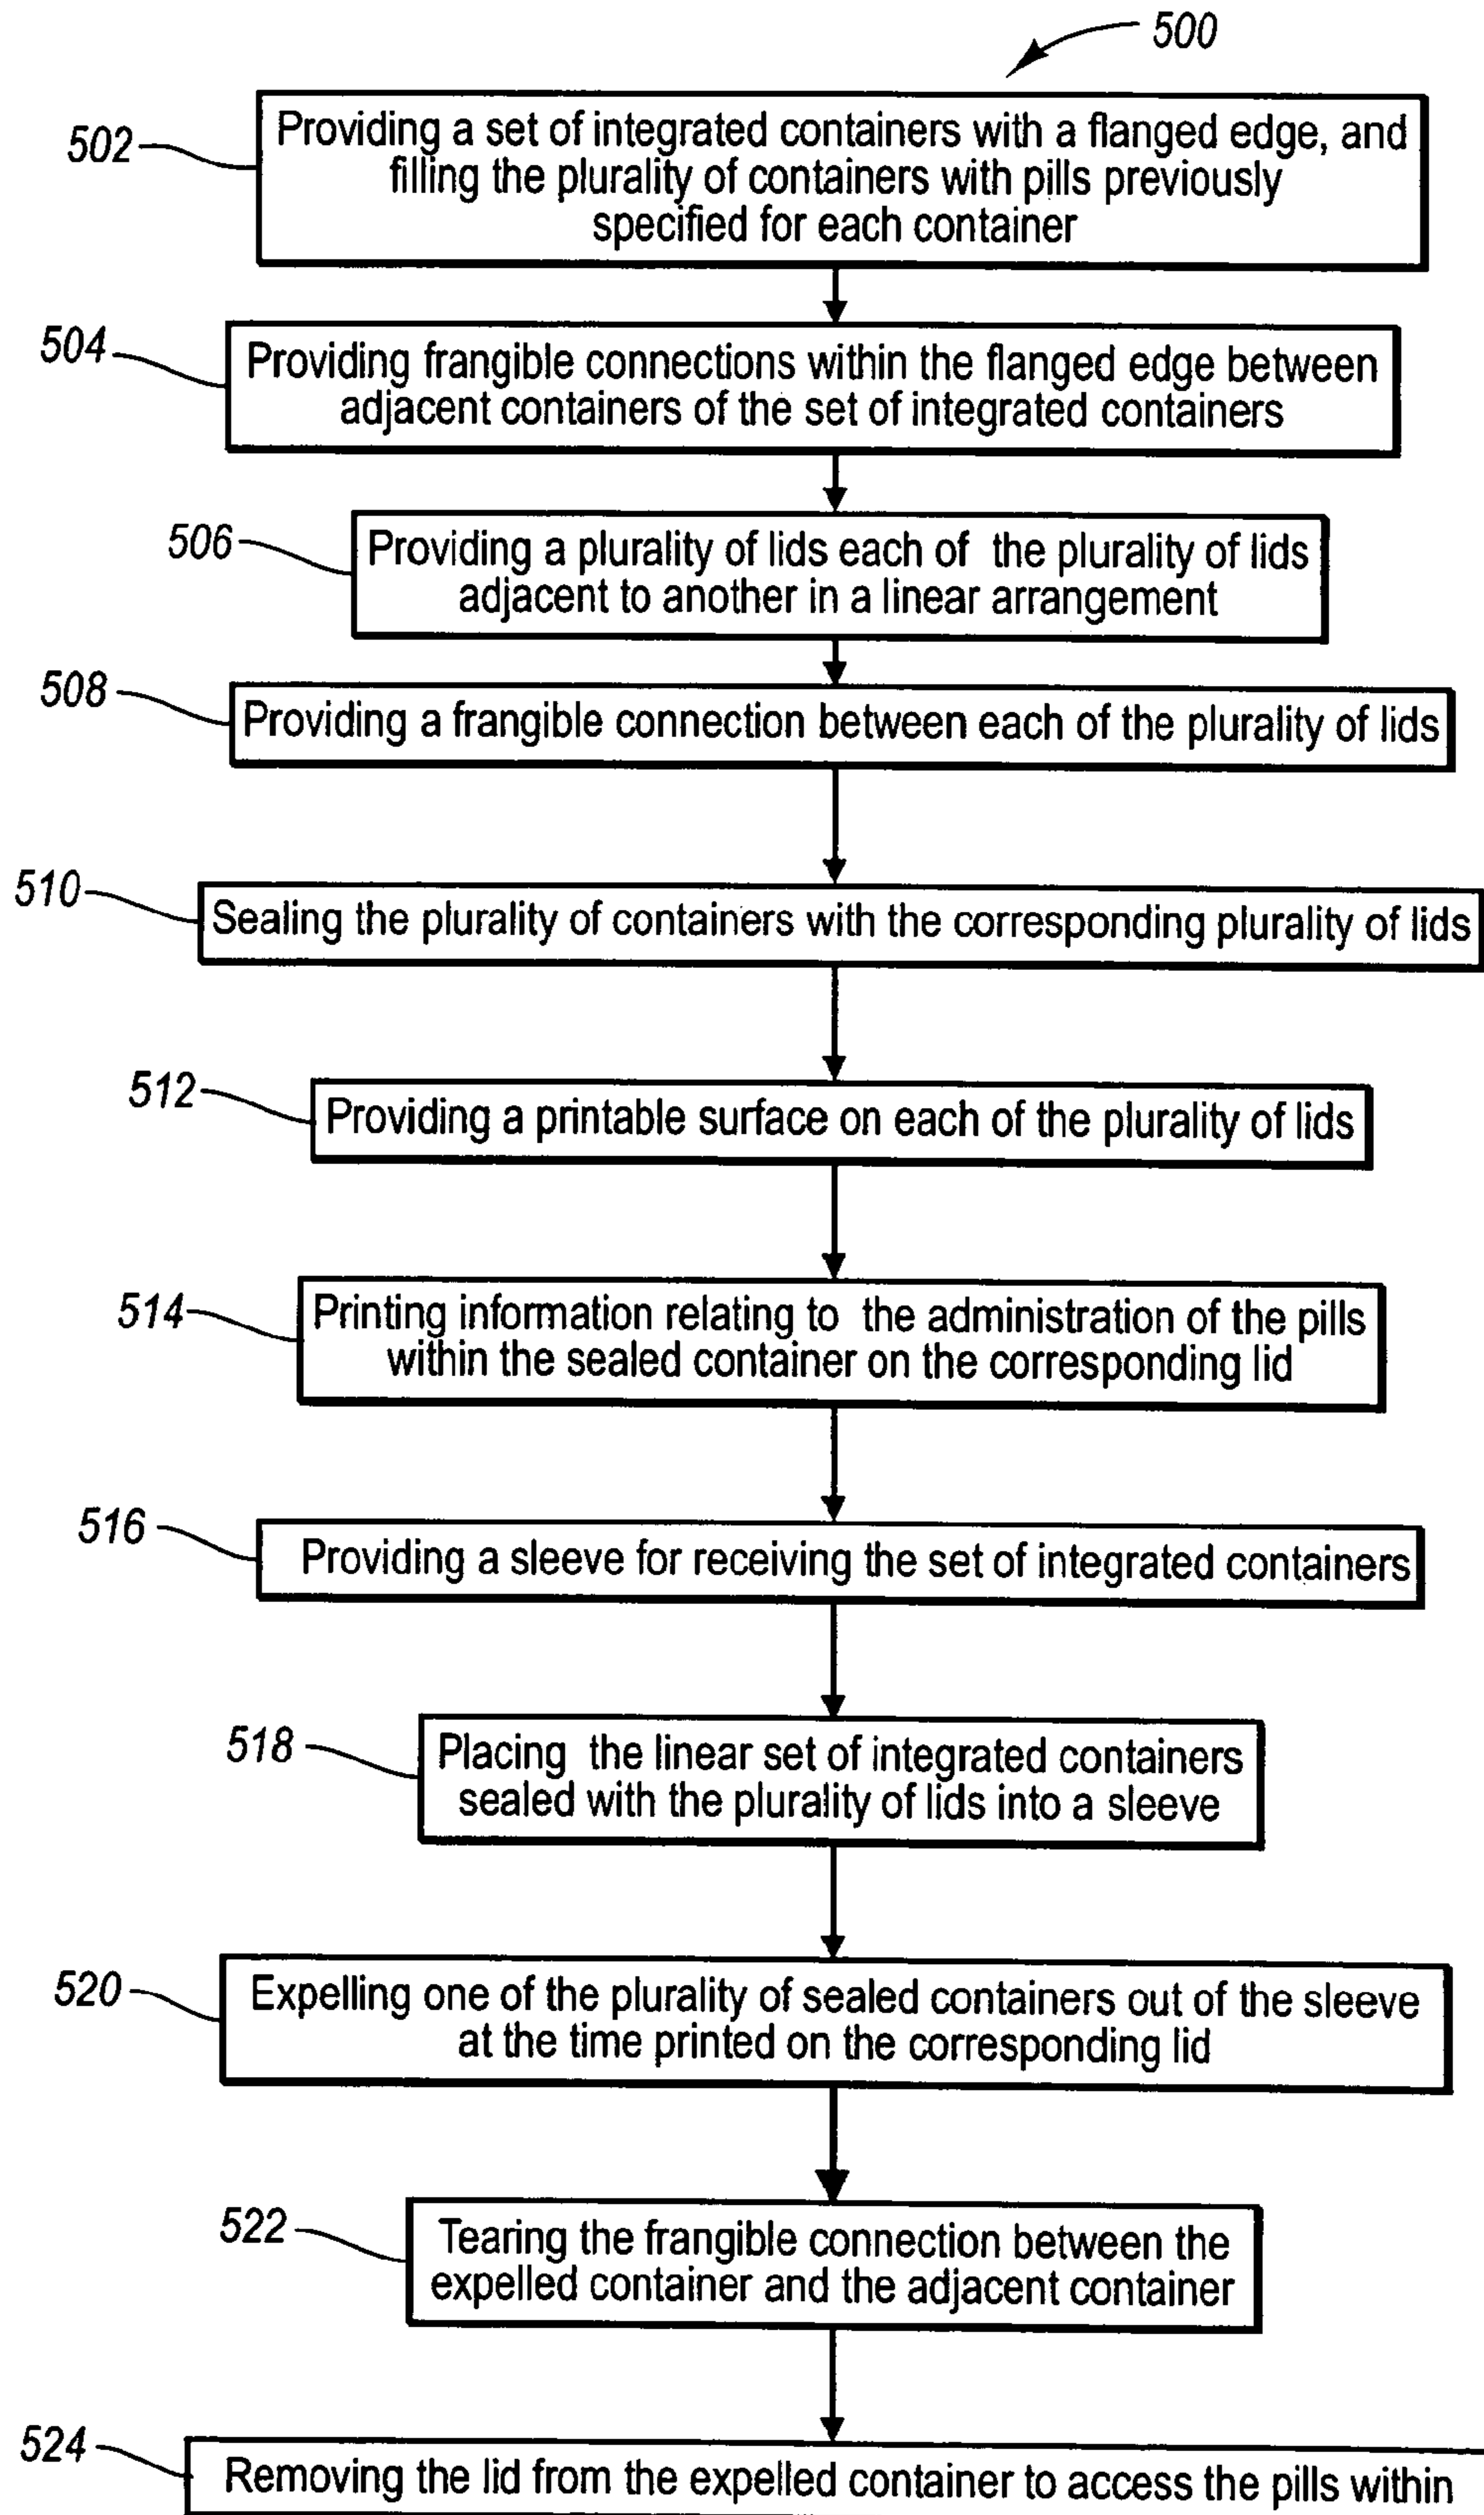 500
502
Providing a set of integrated containers with a flanged edge, and
filling the plurality of containers with pills previously
specified for each container
504
Providing frangible connections within the flanged edge between
adjacent containers of the set of integrated containers
506
Providing a plurality of lids each of the plurality of lids
adjacent to another in a linear arrangement
508
Providing a frangible connection between each of the plurality of lids
510
Sealing the plurality of containers with the corresponding plurality of lids
512
Providing a printable surface on each of the plurality of lids
514
Printing information relating to the administration of the pills
within the sealed container on the corresponding lid
516
Providing a sleeve for receiving the set of integrated containers
518
Placing the linear set of integrated containers
sealed with the plurality of lids into a sleeve
520
Expelling one of the plurality of sealed containers out of the sleeve
at the time printed on the corresponding lid
522
Tearing the frangible connection between the
expelled container and the adjacent container
524
Removing the lid from the expelled container to access the pills within